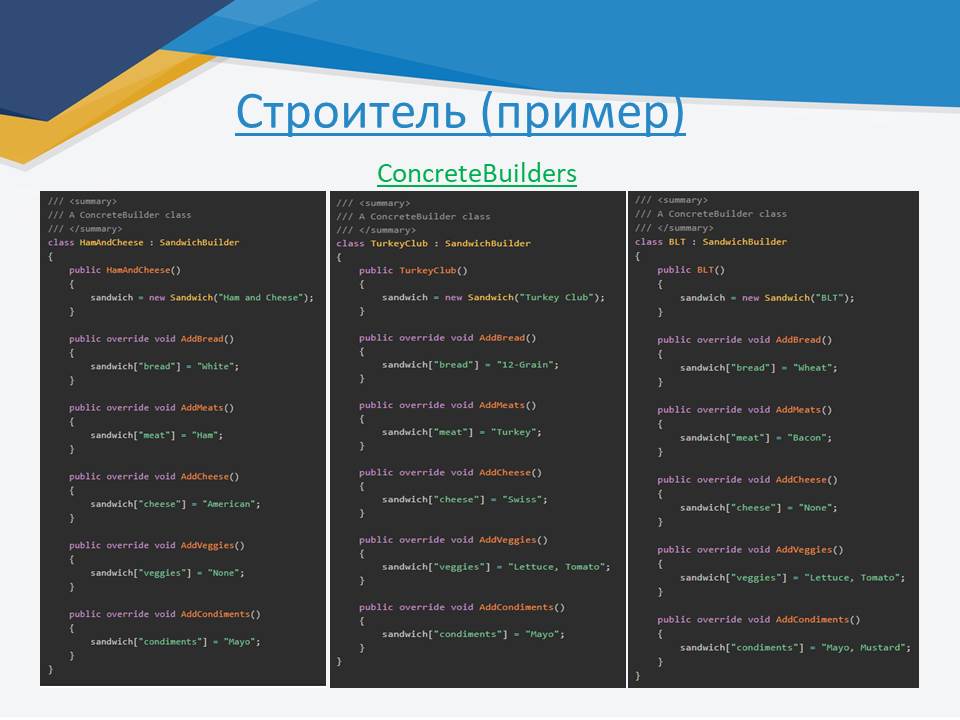 Строитель (пример)
ConcreteBuilders
/// <summary>
/// A ConcreteBuilder class
/// </summary>
class HamAndCheese : SandwichBuilder
{
    public HamAndCheese()
    {
        sandwich = new Sandwich("Ham and Cheese");
    }

    public override void AddBread()
    {
        sandwich["bread"] = "White";
    }

    public override void AddMeats()
    {
        sandwich["meat"] = "Ham";
    }

    public override void AddCheese()
    {
        sandwich["cheese"] = "American";
    }

    public override void AddVeggies()
    {
        sandwich["veggies"] = "None";
    }

    public override void AddCondiments()
    {
        sandwich["condiments"] = "Mayo";
    }
}
/// <summary>
/// A ConcreteBuilder class
/// </summary>
class TurkeyClub : SandwichBuilder
{
    public TurkeyClub()
    {
        sandwich = new Sandwich("Turkey Club");
    }

    public override void AddBread()
    {
        sandwich["bread"] = "12-Grain";
    }

    public override void AddMeats()
    {
        sandwich["meat"] = "Turkey";
    }

    public override void AddCheese()
    {
        sandwich["cheese"] = "Swiss";
    }

    public override void AddVeggies()
    {
        sandwich["veggies"] = "Lettuce, Tomato";
    }

    public override void AddCondiments()
    {
        sandwich["condiments"] = "Mayo";
    }
}
/// <summary>
/// A ConcreteBuilder class
/// </summary>
class BLT : SandwichBuilder
{
    public BLT()
    {
        sandwich = new Sandwich("BLT");
    }

    public override void AddBread()
    {
        sandwich["bread"] = "Wheat";
    }

    public override void AddMeats()
    {
        sandwich["meat"] = "Bacon";
    }

    public override void AddCheese()
    {
        sandwich["cheese"] = "None";
    }

    public override void AddVeggies()
    {
        sandwich["veggies"] = "Lettuce, Tomato";
    }

    public override void AddCondiments()
    {
        sandwich["condiments"] = "Mayo, Mustard";
    }
}